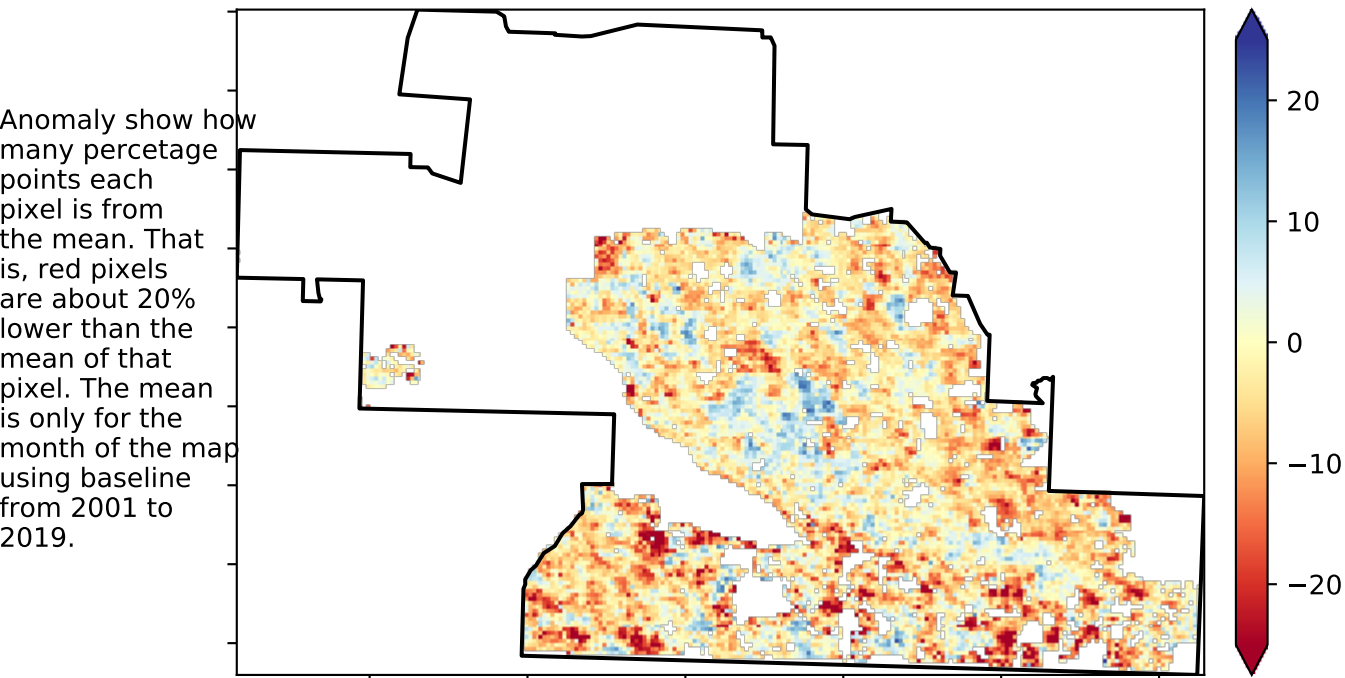 Anomaly show how
many percetage
points each
pixel is from
the mean. That
is, red pixels
are about 20%
lower than the
mean of that
pixel. The mean
is only for the
month of the map
using baseline
from 2001 to
2019.
20
10
0
−10
−20